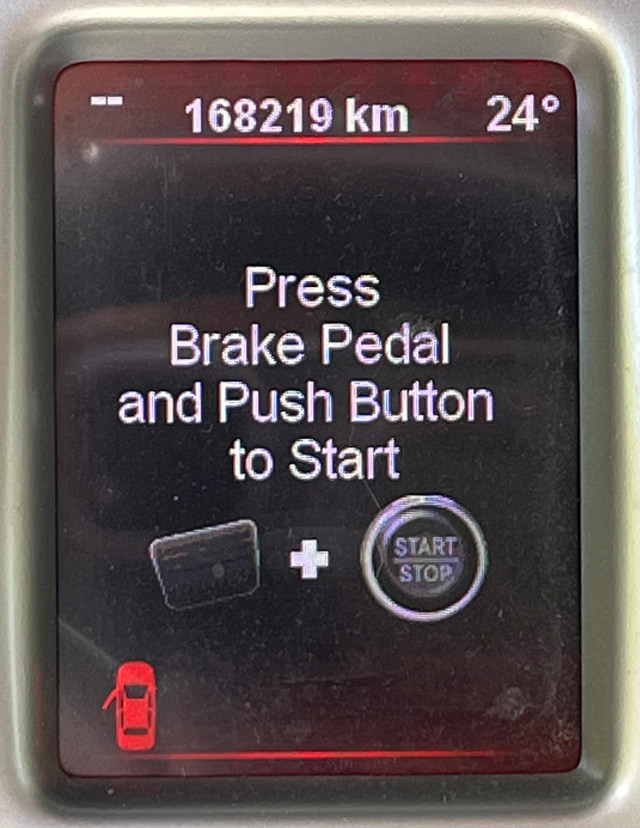 -- 168219 km 24°
Press
Brake Pedal
and Push Button
to Start
+
START
STOP